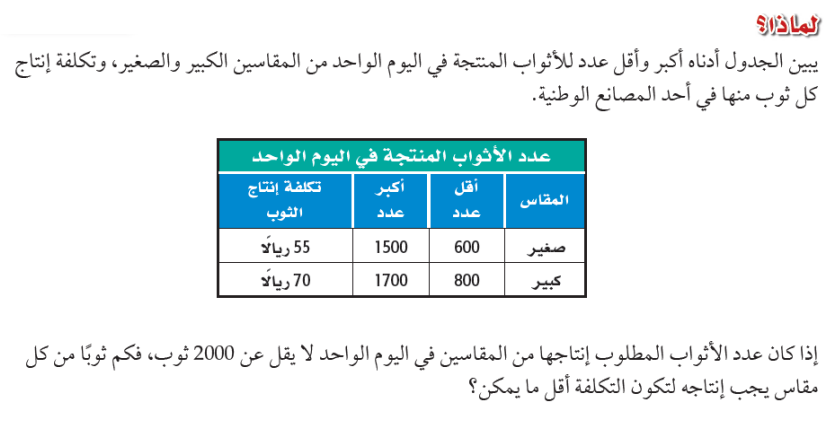 لماذا؟
يبين الجدول أدناه أكبر وأقل عدد للأثواب المنتجة في اليوم الواحد من المقاسين الكبير والصغير، وتكلفة إنتاج
كل ثوب منها في أحد المصانع الوطنية.
عدد الأثواب المنتجة في اليوم الواحد
المقاس أقل عدد أكبر عدد تكلفة إنتاج الثوب
صغير 600 1500 55 ريالًا
كبير 800 1700 70 ريالًا
إذا كان عدد الأثواب المطلوب إنتاجها من المقاسين في اليوم الواحد لا يقل عن 2000 ثوب، فكم ثوبًا من كل
مقاس يجب إنتاجه لتكون التكلفة أقل ما يمكن؟